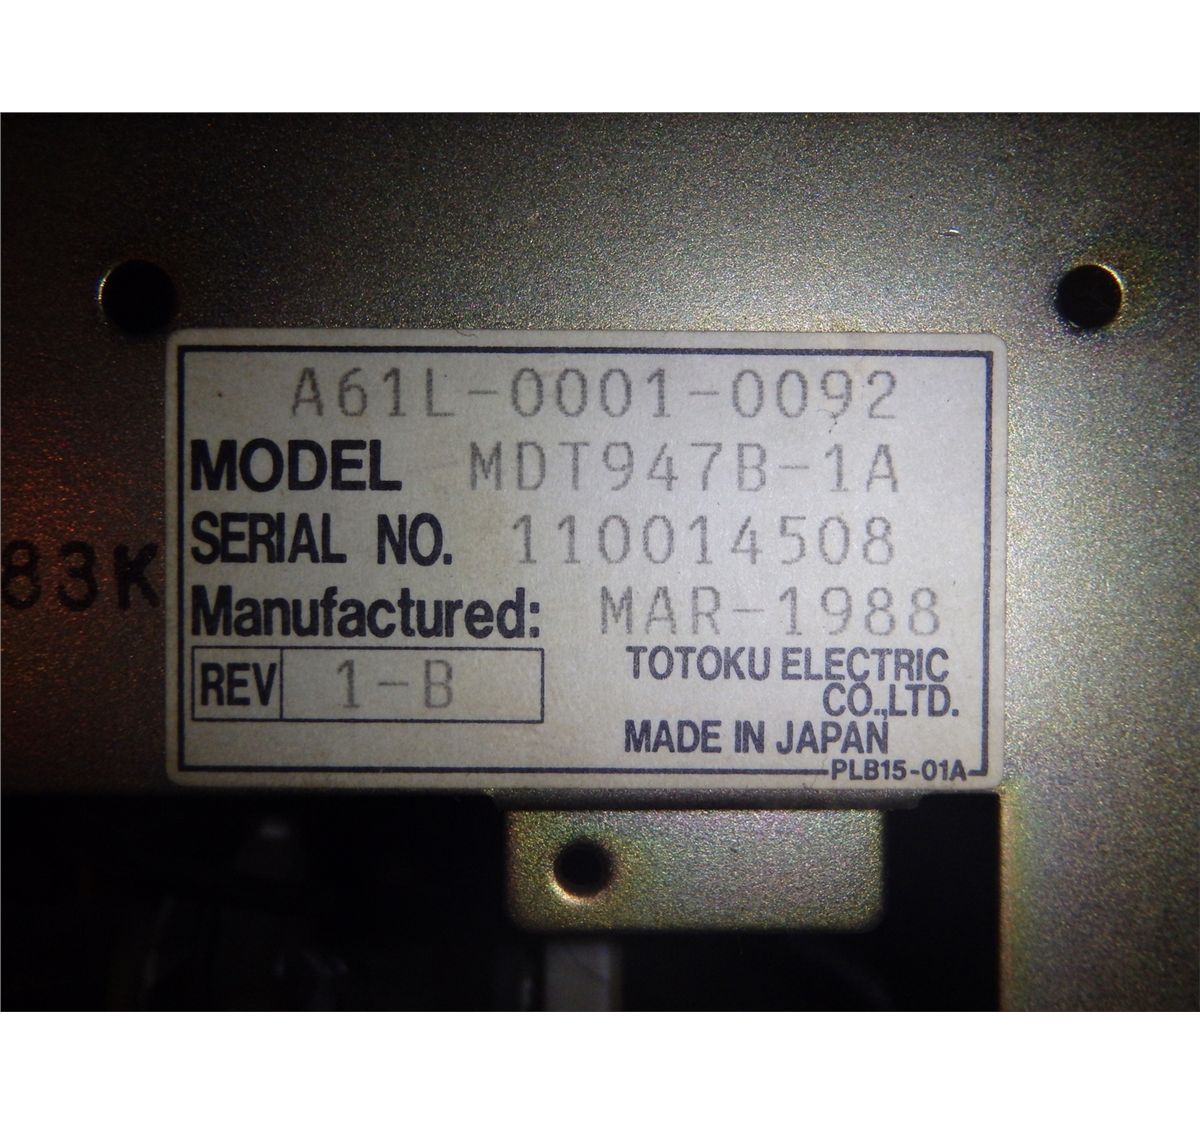 A61L-0001-0092
MODEL MDT947B-1A
SERIAL NO. 110014508
Manufactured: MAR-1988
REV 1-B
TOTOKU ELECTRIC
CO.,LTD.
MADE IN JAPAN
PLB15-01A
83K